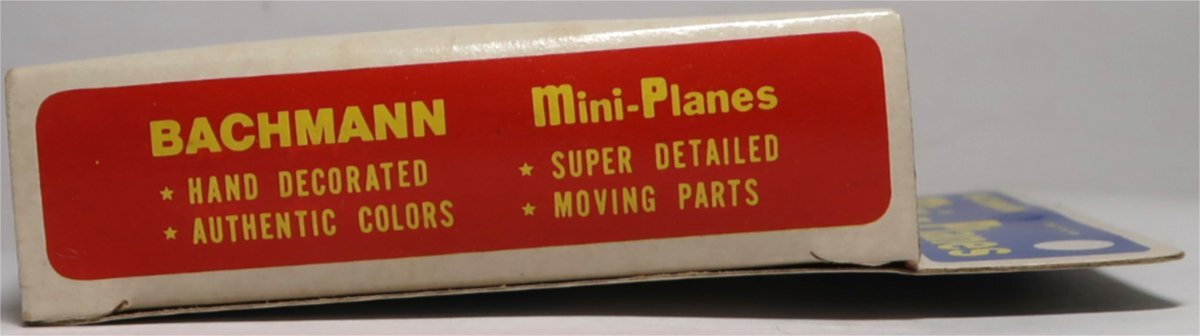 BACHMANN
★ HAND DECORATED
★ AUTHENTIC COLORS
Mini-Planes
★ SUPER DETAILED
★ MOVING PARTS